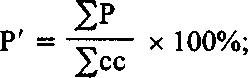 P′ = ∑P / ∑cc × 100%;